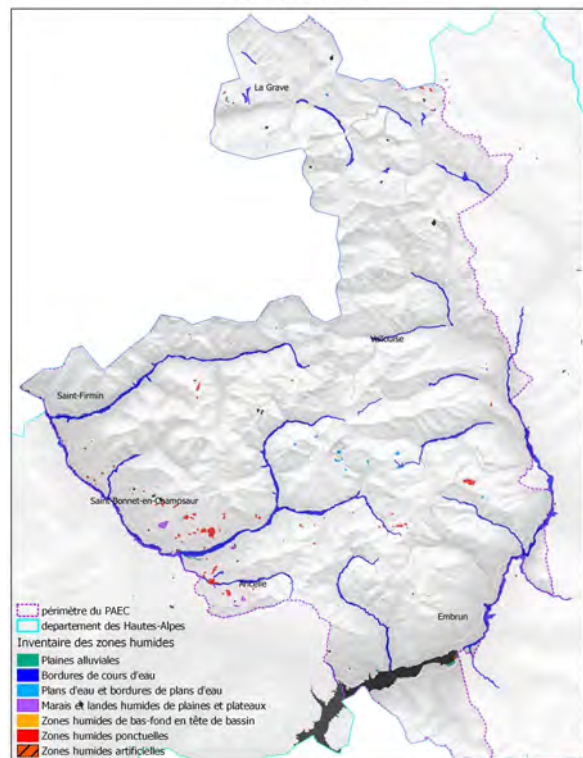 La Grave
Vallouise
Saint-Firmin
Saint-Bonnet-en-Champsaur
Ancelle
Embrun
périmètre du PAEC
departement des Hautes-Alpes
Inventaire des zones humides
Plaines alluviales
Bordures de cours d'eau
Plans d'eau et bordures de plans d'eau
Marais et landes humides de plaines et plateaux
Zones humides de bas-fond en tête de bassin
Zones humides ponctuelles
Zones humides artificielles